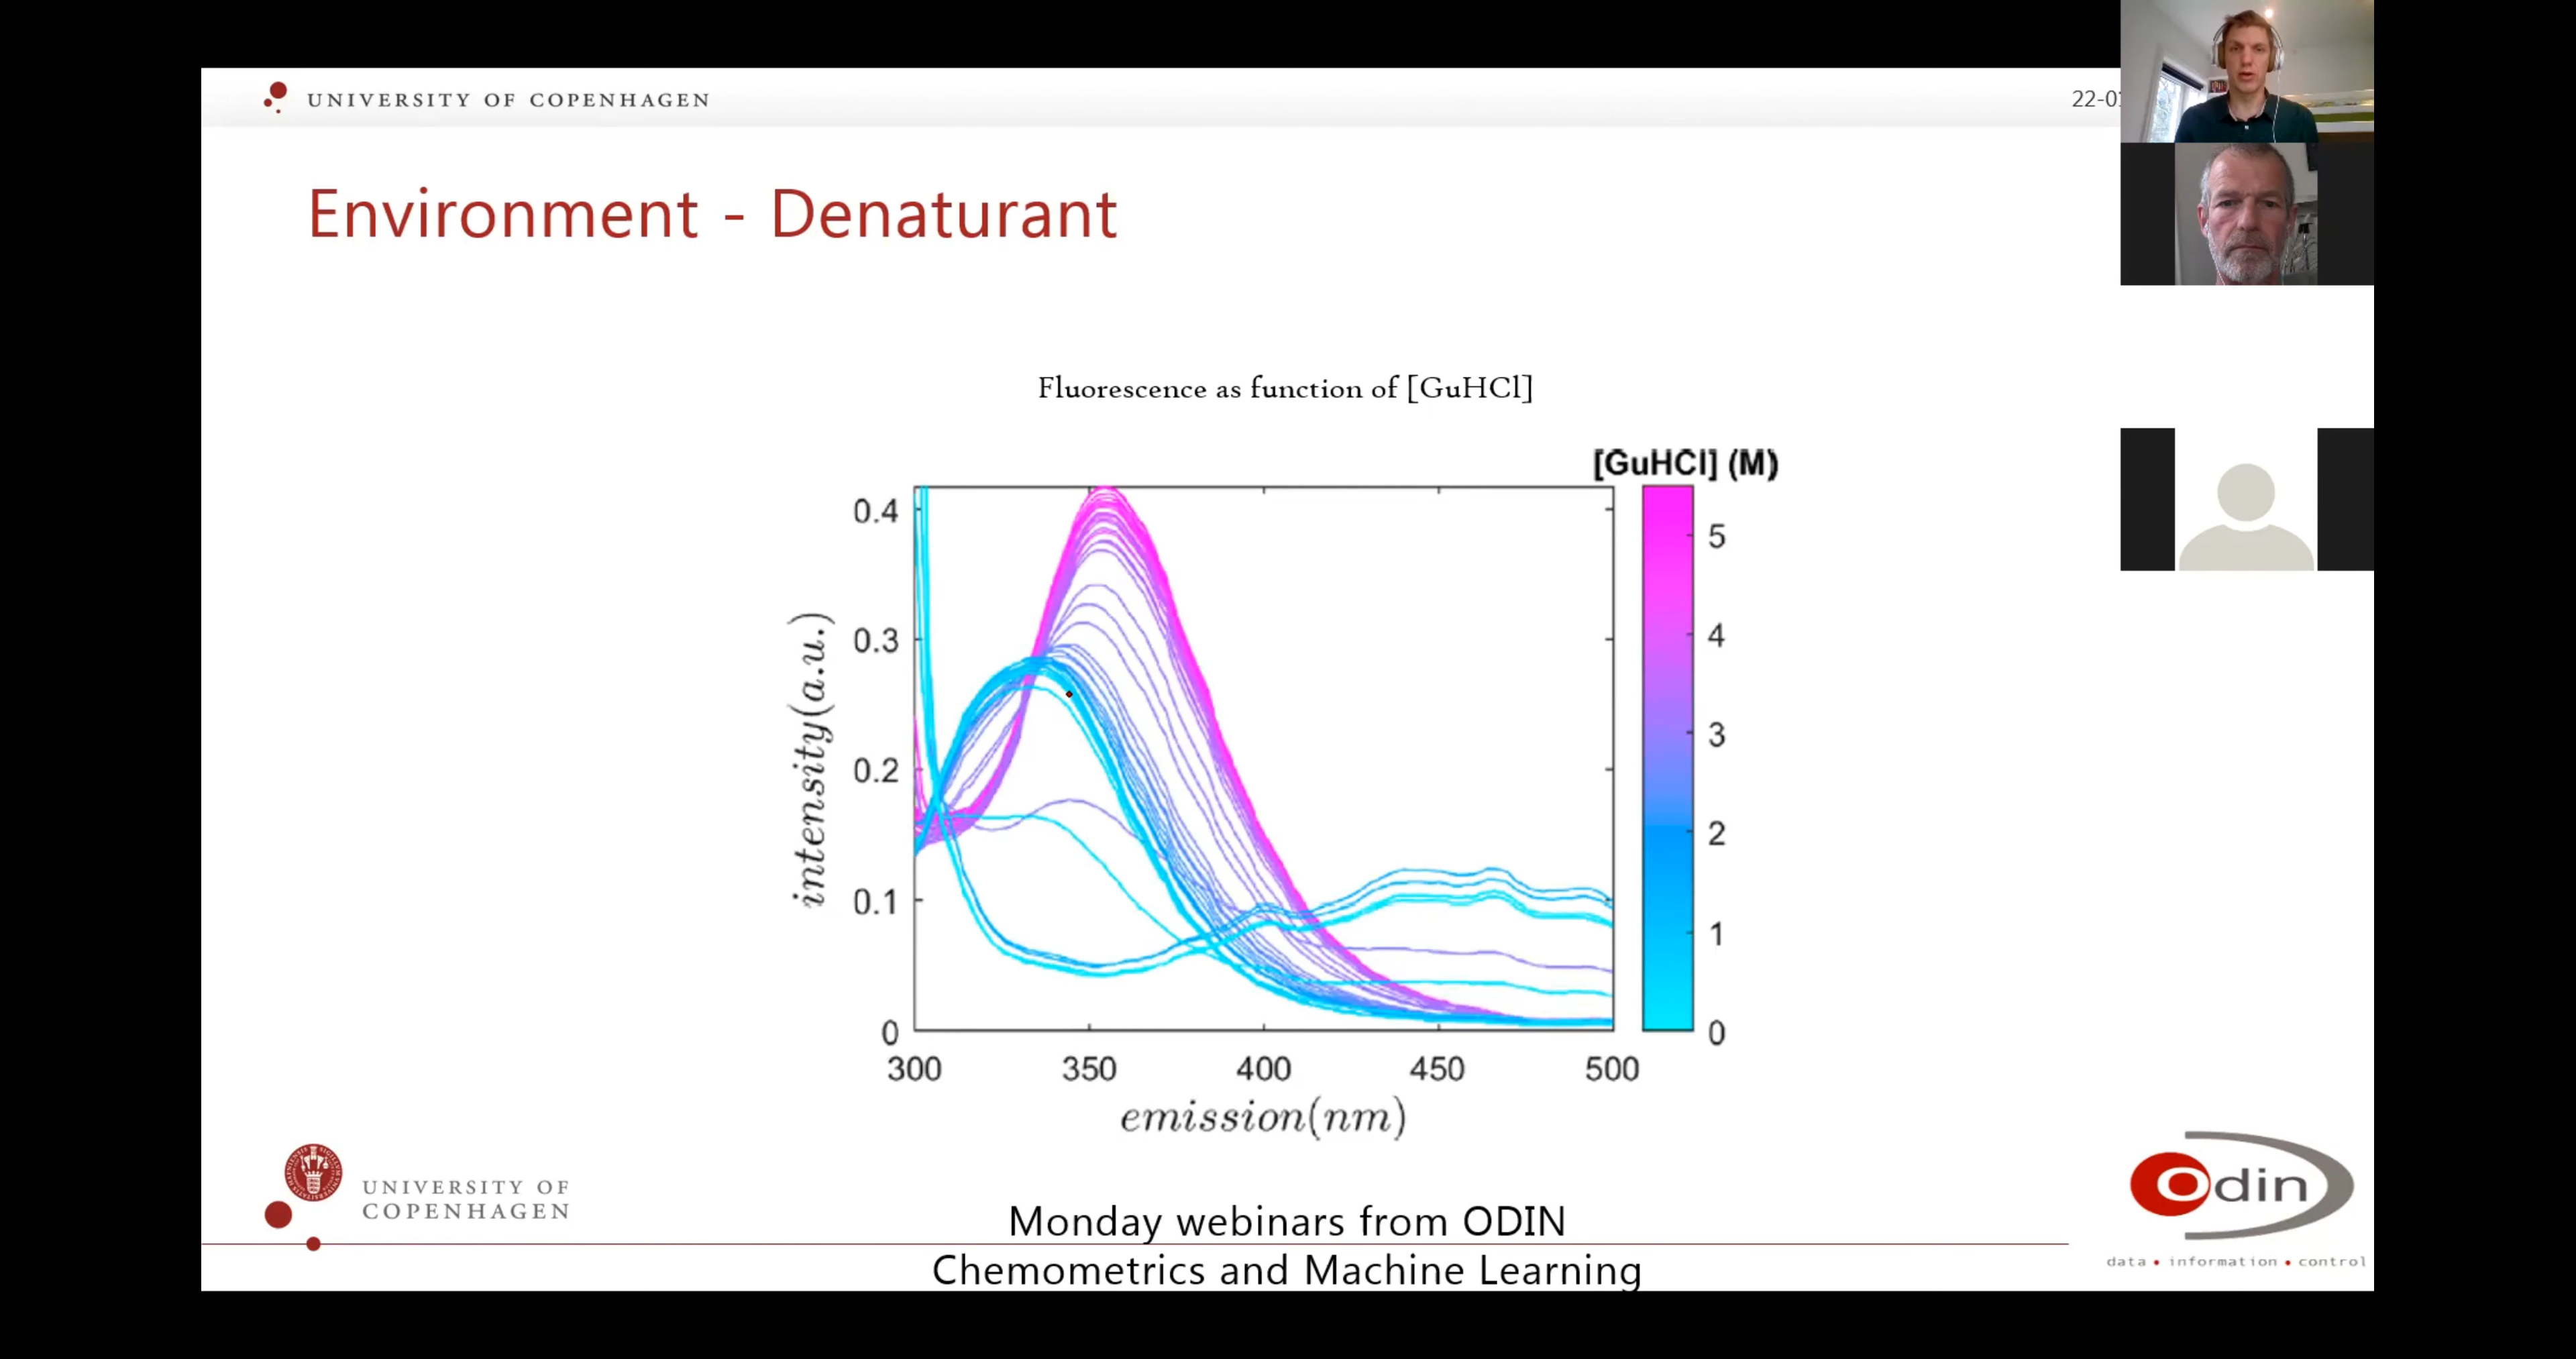 UNIVERSITY OF COPENHAGEN
22-0
Environment - Denaturant
Fluorescence as function of [GuHCl]
[GuHCl] (M)
0.4
0.3
0.2
0.1
0
intensity(a.u.)
5
4
3
2
1
0
300 350 400 450 500
emission(nm)
UNIVERSITY OF
COPENHAGEN
Monday webinars from ODIN
Chemometrics and Machine Learning
Odin
data • information • control